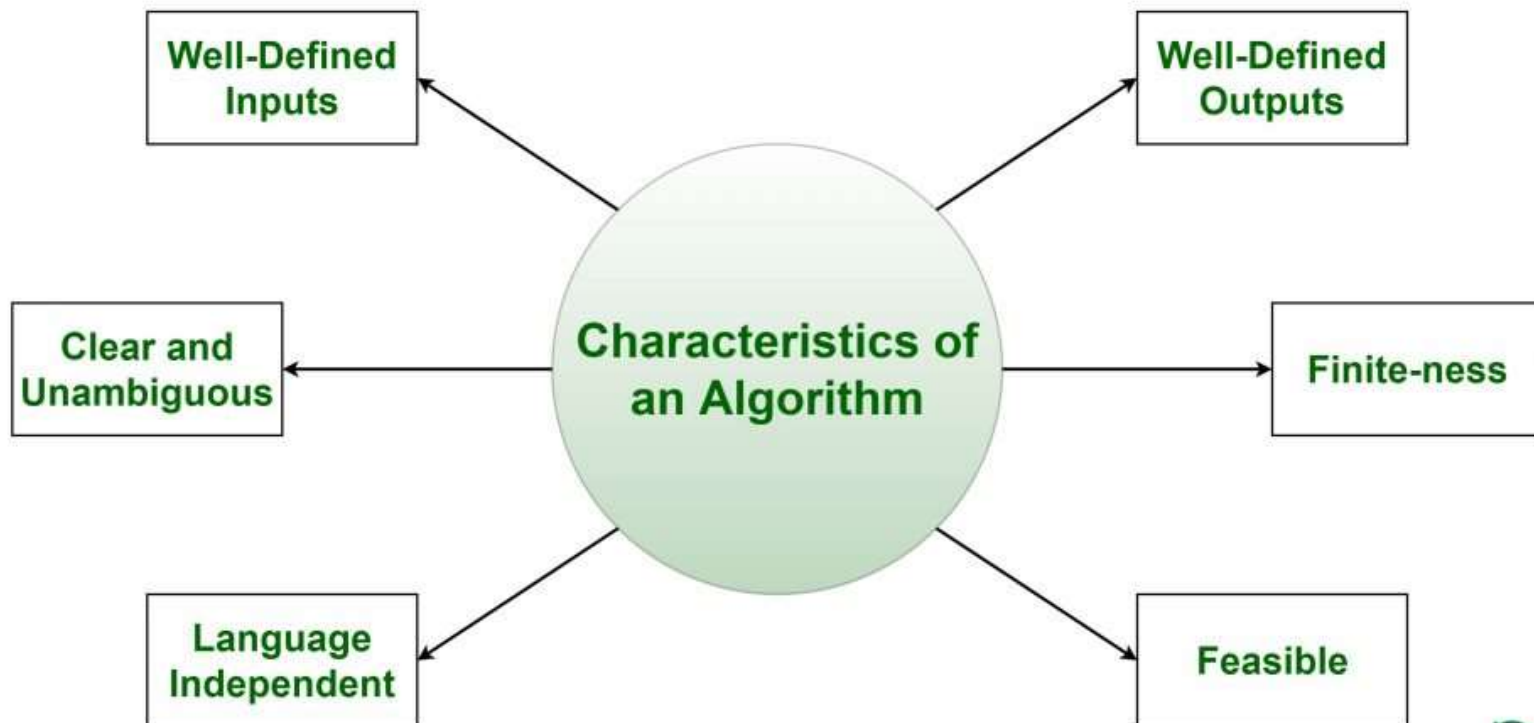 Well-Defined
Inputs
Well-Defined
Outputs
Clear and
Unambiguous
Characteristics of
an Algorithm
Finite-ness
Language
Independent
Feasible